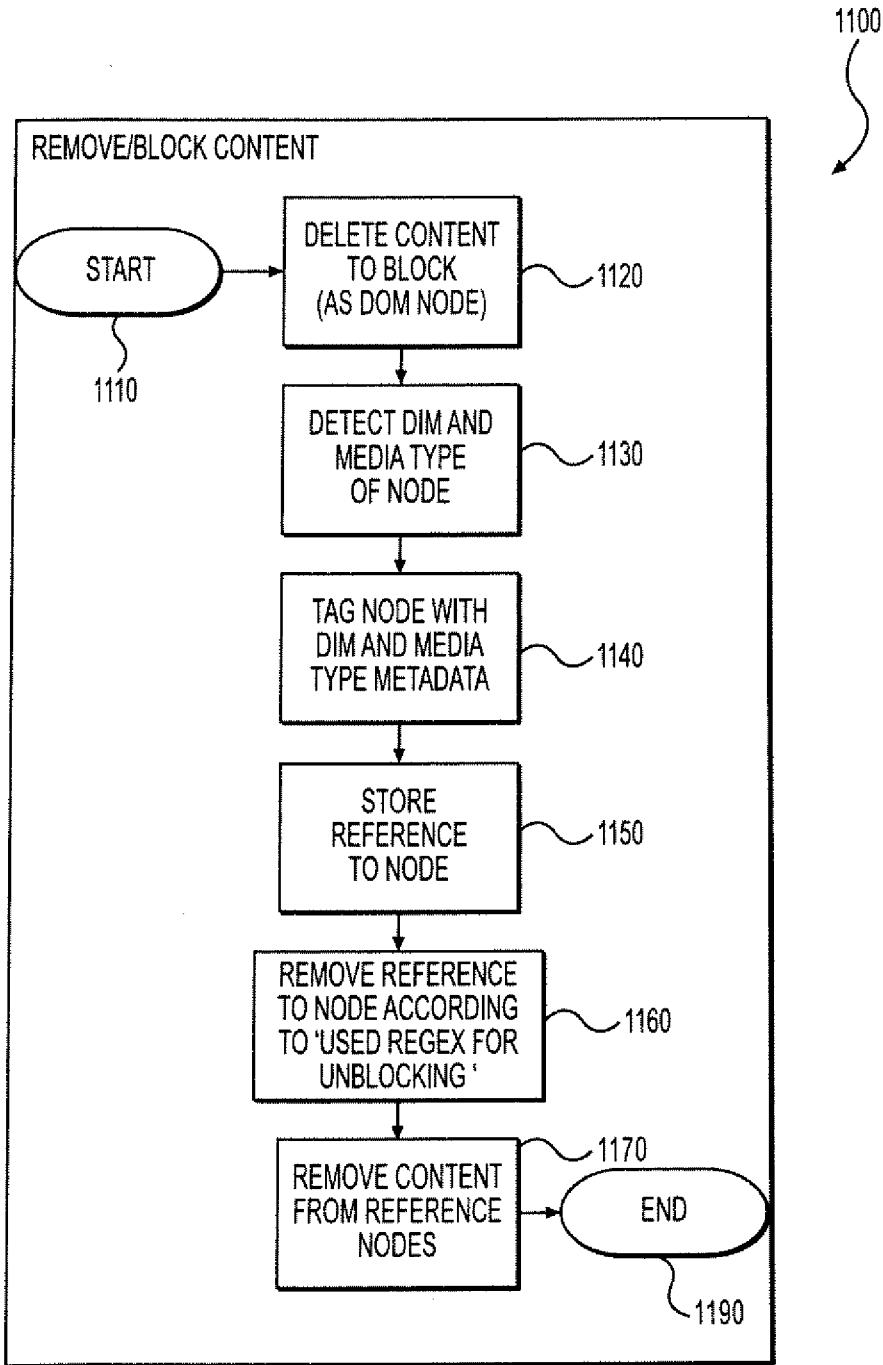 1100
REMOVE/BLOCK CONTENT
START
1110
DELETE CONTENT
TO BLOCK
(AS DOM NODE)
1120
DETECT DIM AND
MEDIA TYPE
OF NODE
1130
TAG NODE WITH
DIM AND MEDIA
TYPE METADATA
1140
STORE
REFERENCE
TO NODE
1150
REMOVE REFERENCE
TO NODE ACCORDING
TO ‘USED REGEX FOR
UNBLOCKING ‘
1160
REMOVE CONTENT
FROM REFERENCE
NODES
1170
END
1190